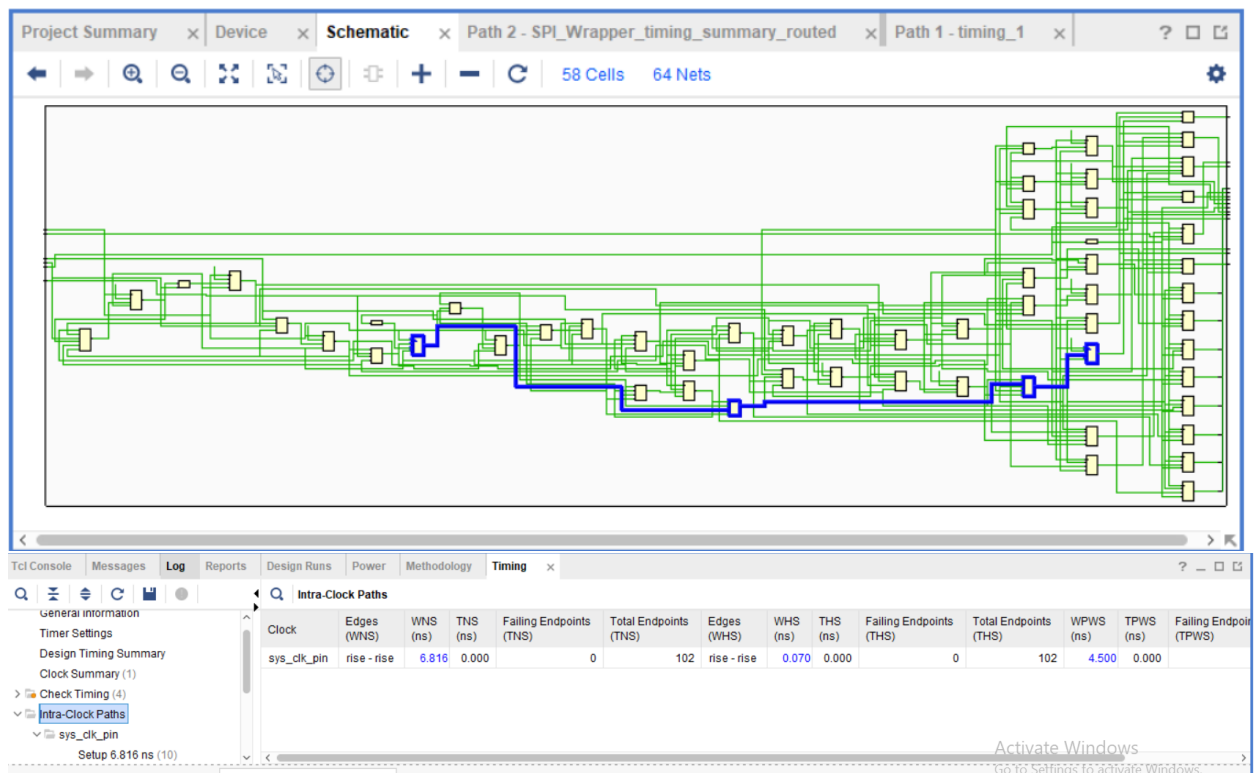 Project Summary × Device × Schematic × Path 2 - SPI_Wrapper_timing_summary_routed × Path 1 - timing_1 × ?
58 Cells 64 Nets
Tcl Console Messages Log Reports Design Runs Power Methodology Timing × ?
Intra-Clock Paths
General Information
Timer Settings
Design Timing Summary
Clock Summary (1)
Check Timing (4)
Intra-Clock Paths
sys_clk_pin
Setup 6.816 ns (10)
Clock Edges (WNS) WNS (ns) TNS (ns) Failing Endpoints (TNS) Total Endpoints (TNS) Edges (WHS) WHS (ns) THS (ns) Failing Endpoints (THS) Total Endpoints (THS) WPWS (ns) TPWS (ns) Failing Endpoin (TPWS)
sys_clk_pin rise - rise 6.816 0.000 0 102 rise - rise 0.070 0.000 0 102 4.500 0.000
Activate Windows
Go to Settings to activate Windows.